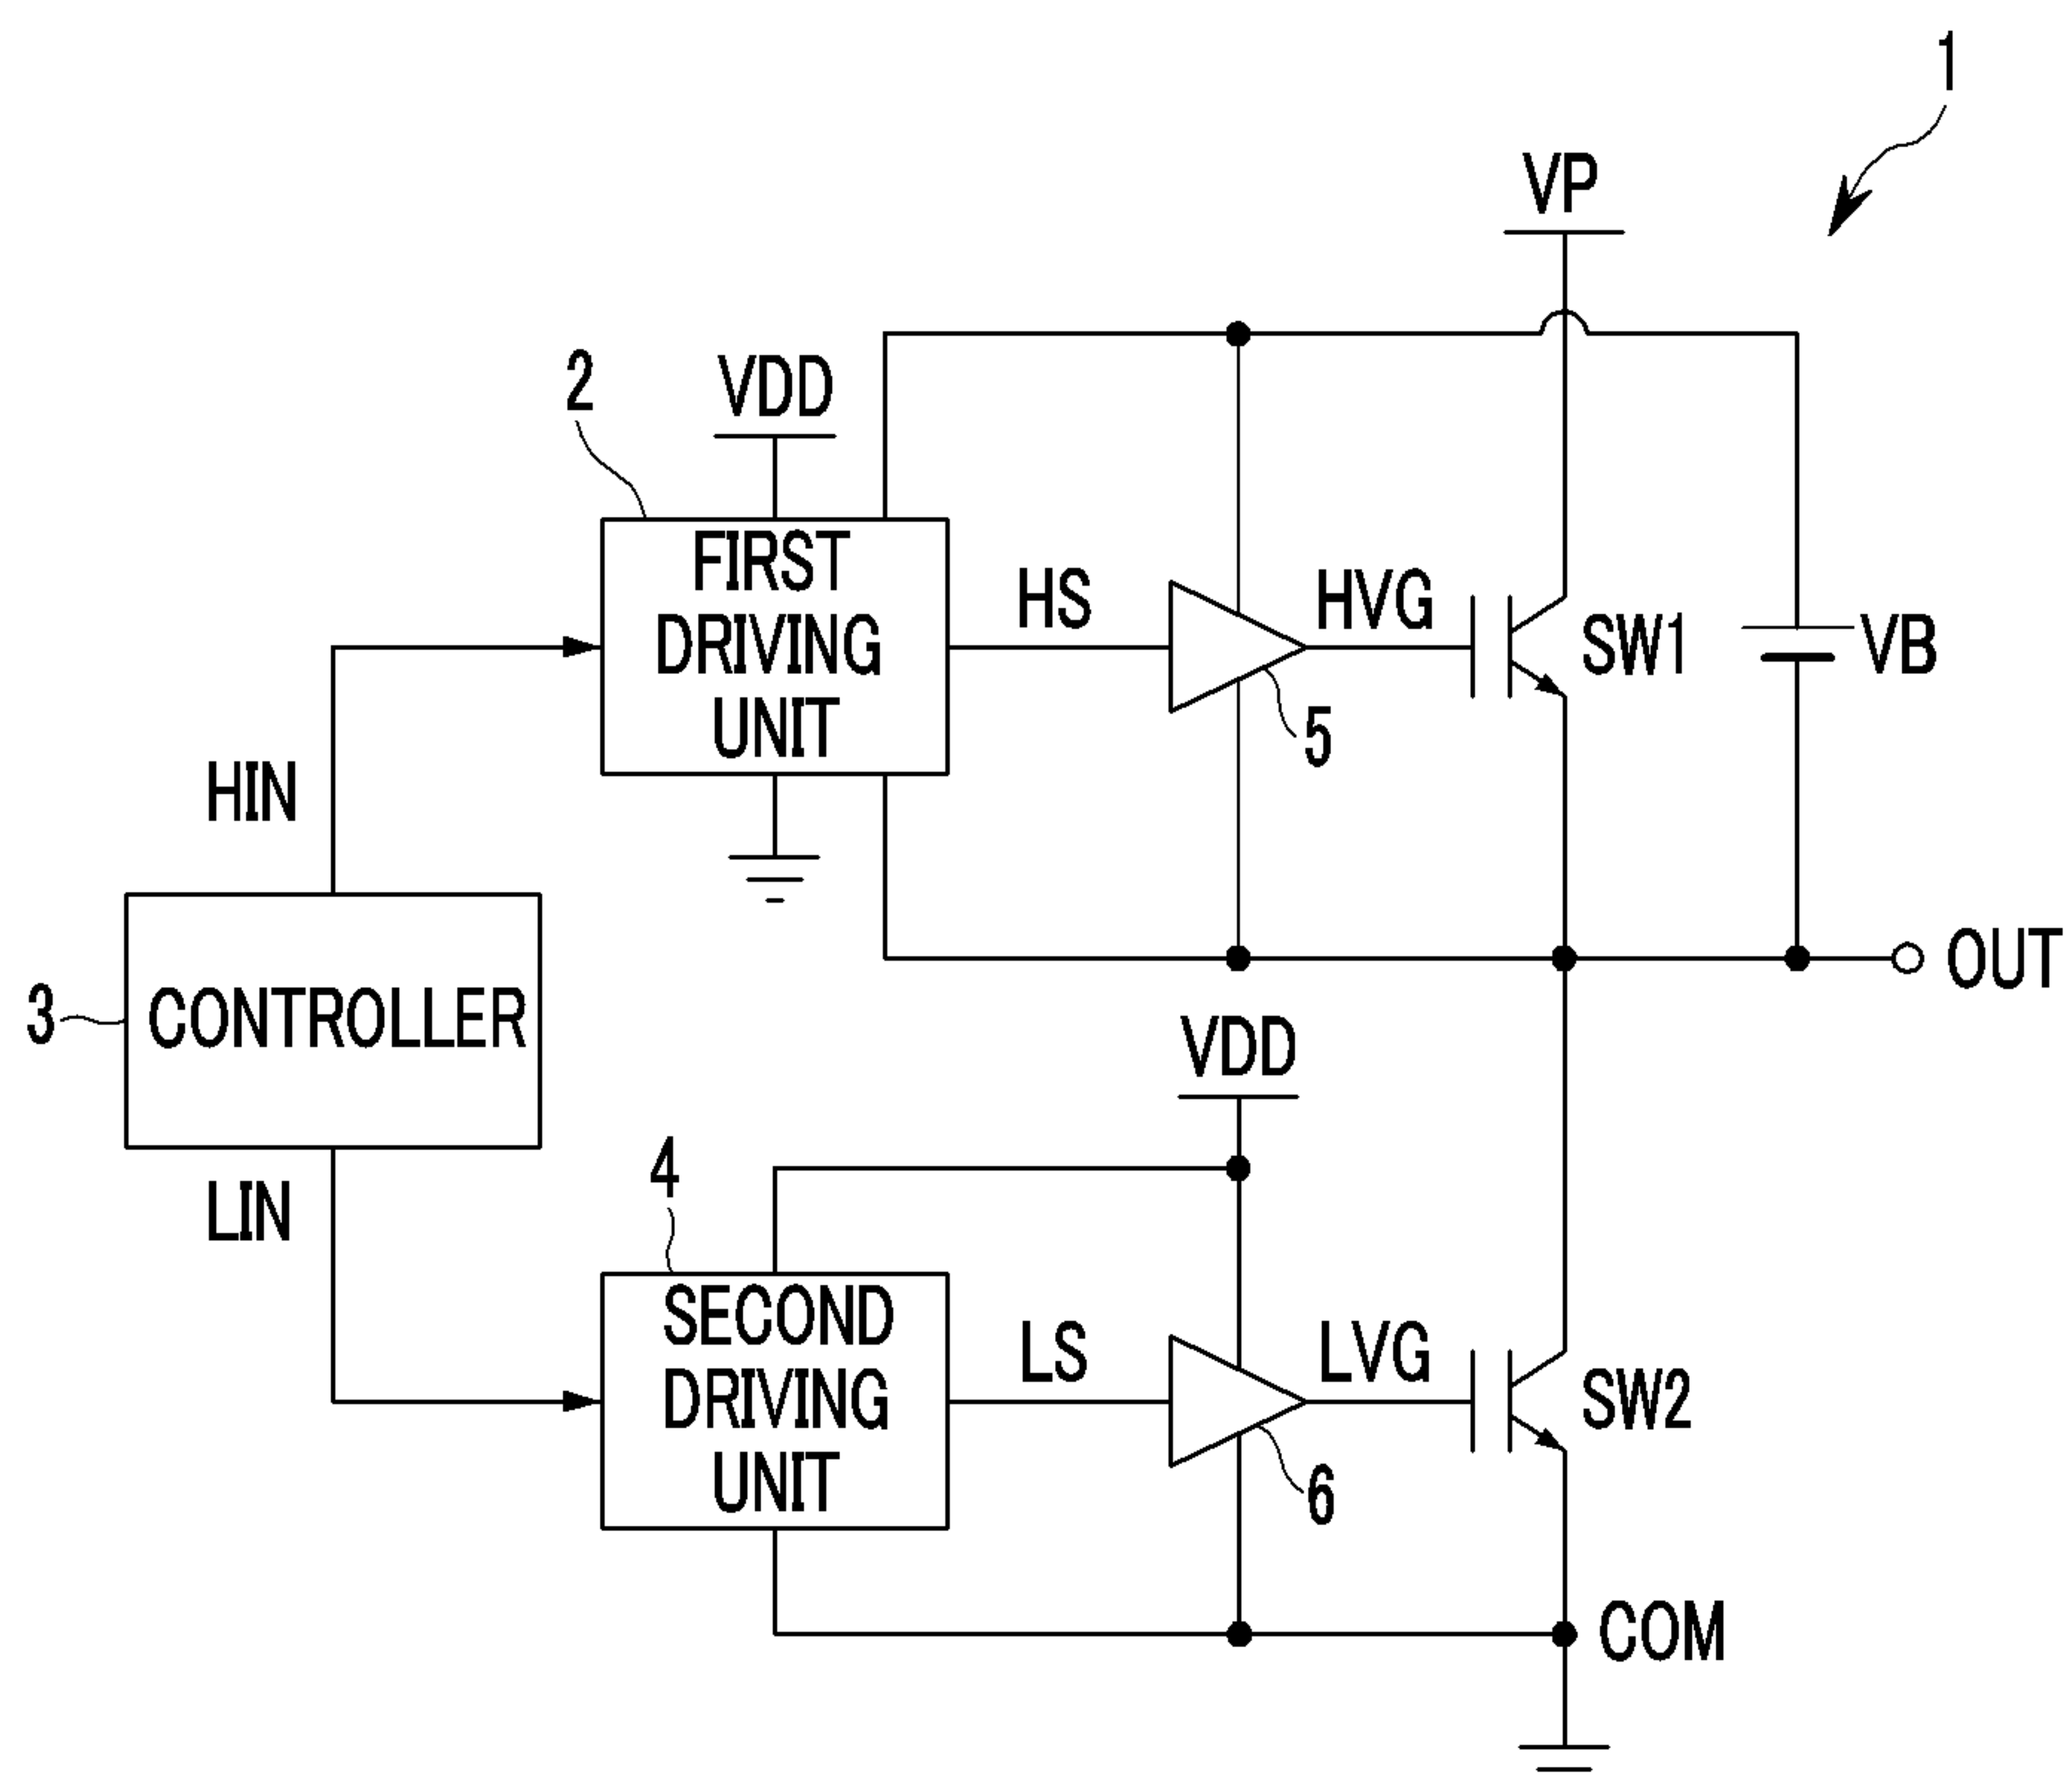 1
VP
2
VDD
FIRST
DRIVING
UNIT
HS
HVG
SW1
VB
5
HIN
3
CONTROLLER
OUT
VDD
LIN
4
SECOND
DRIVING
UNIT
LS
LVG
SW2
6
COM